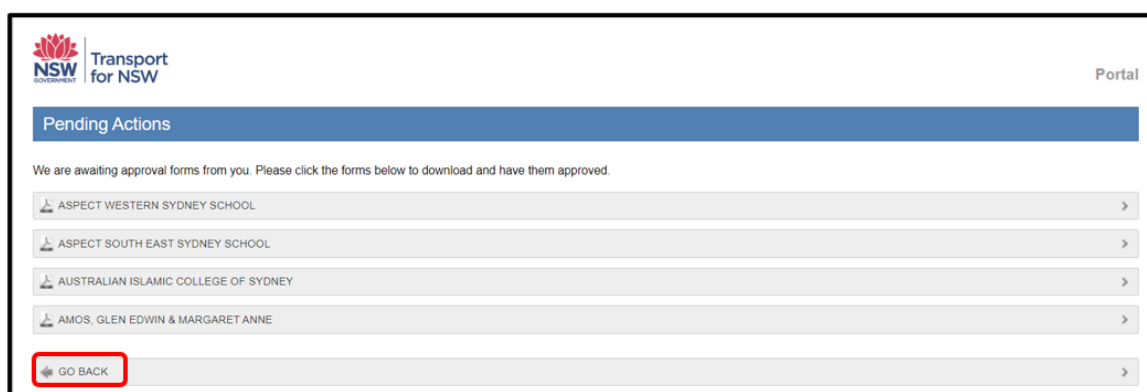 NSW
GOVERNMENT
Transport
for NSW
Portal
Pending Actions
We are awaiting approval forms from you. Please click the forms below to download and have them approved.
ASPECT WESTERN SYDNEY SCHOOL
ASPECT SOUTH EAST SYDNEY SCHOOL
AUSTRALIAN ISLAMIC COLLEGE OF SYDNEY
AMOS, GLEN EDWIN & MARGARET ANNE
GO BACK